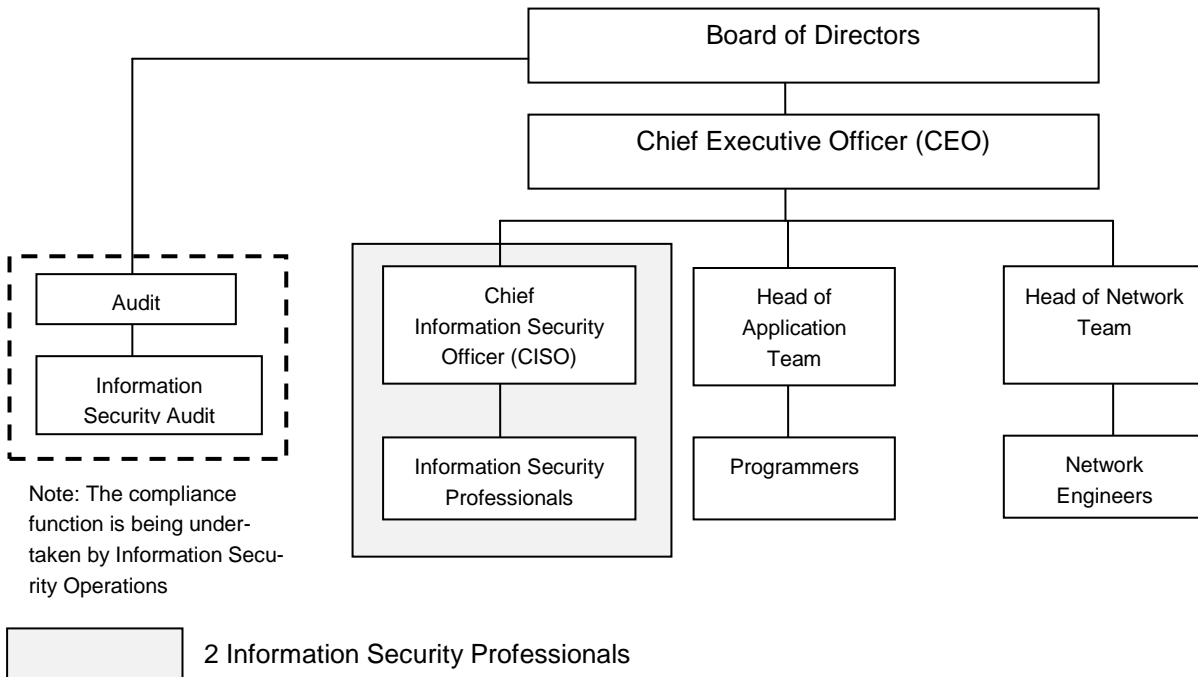 Board of Directors
Chief Executive Officer (CEO)
Audit
Information
Security Audit
Chief
Information Security
Officer (CISO)
Head of
Application
Team
Head of Network
Team
Information Security
Professionals
Programmers
Network
Engineers
Note: The compliance
function is being under-
taken by Information Secu-
rity Operations
2 Information Security Professionals